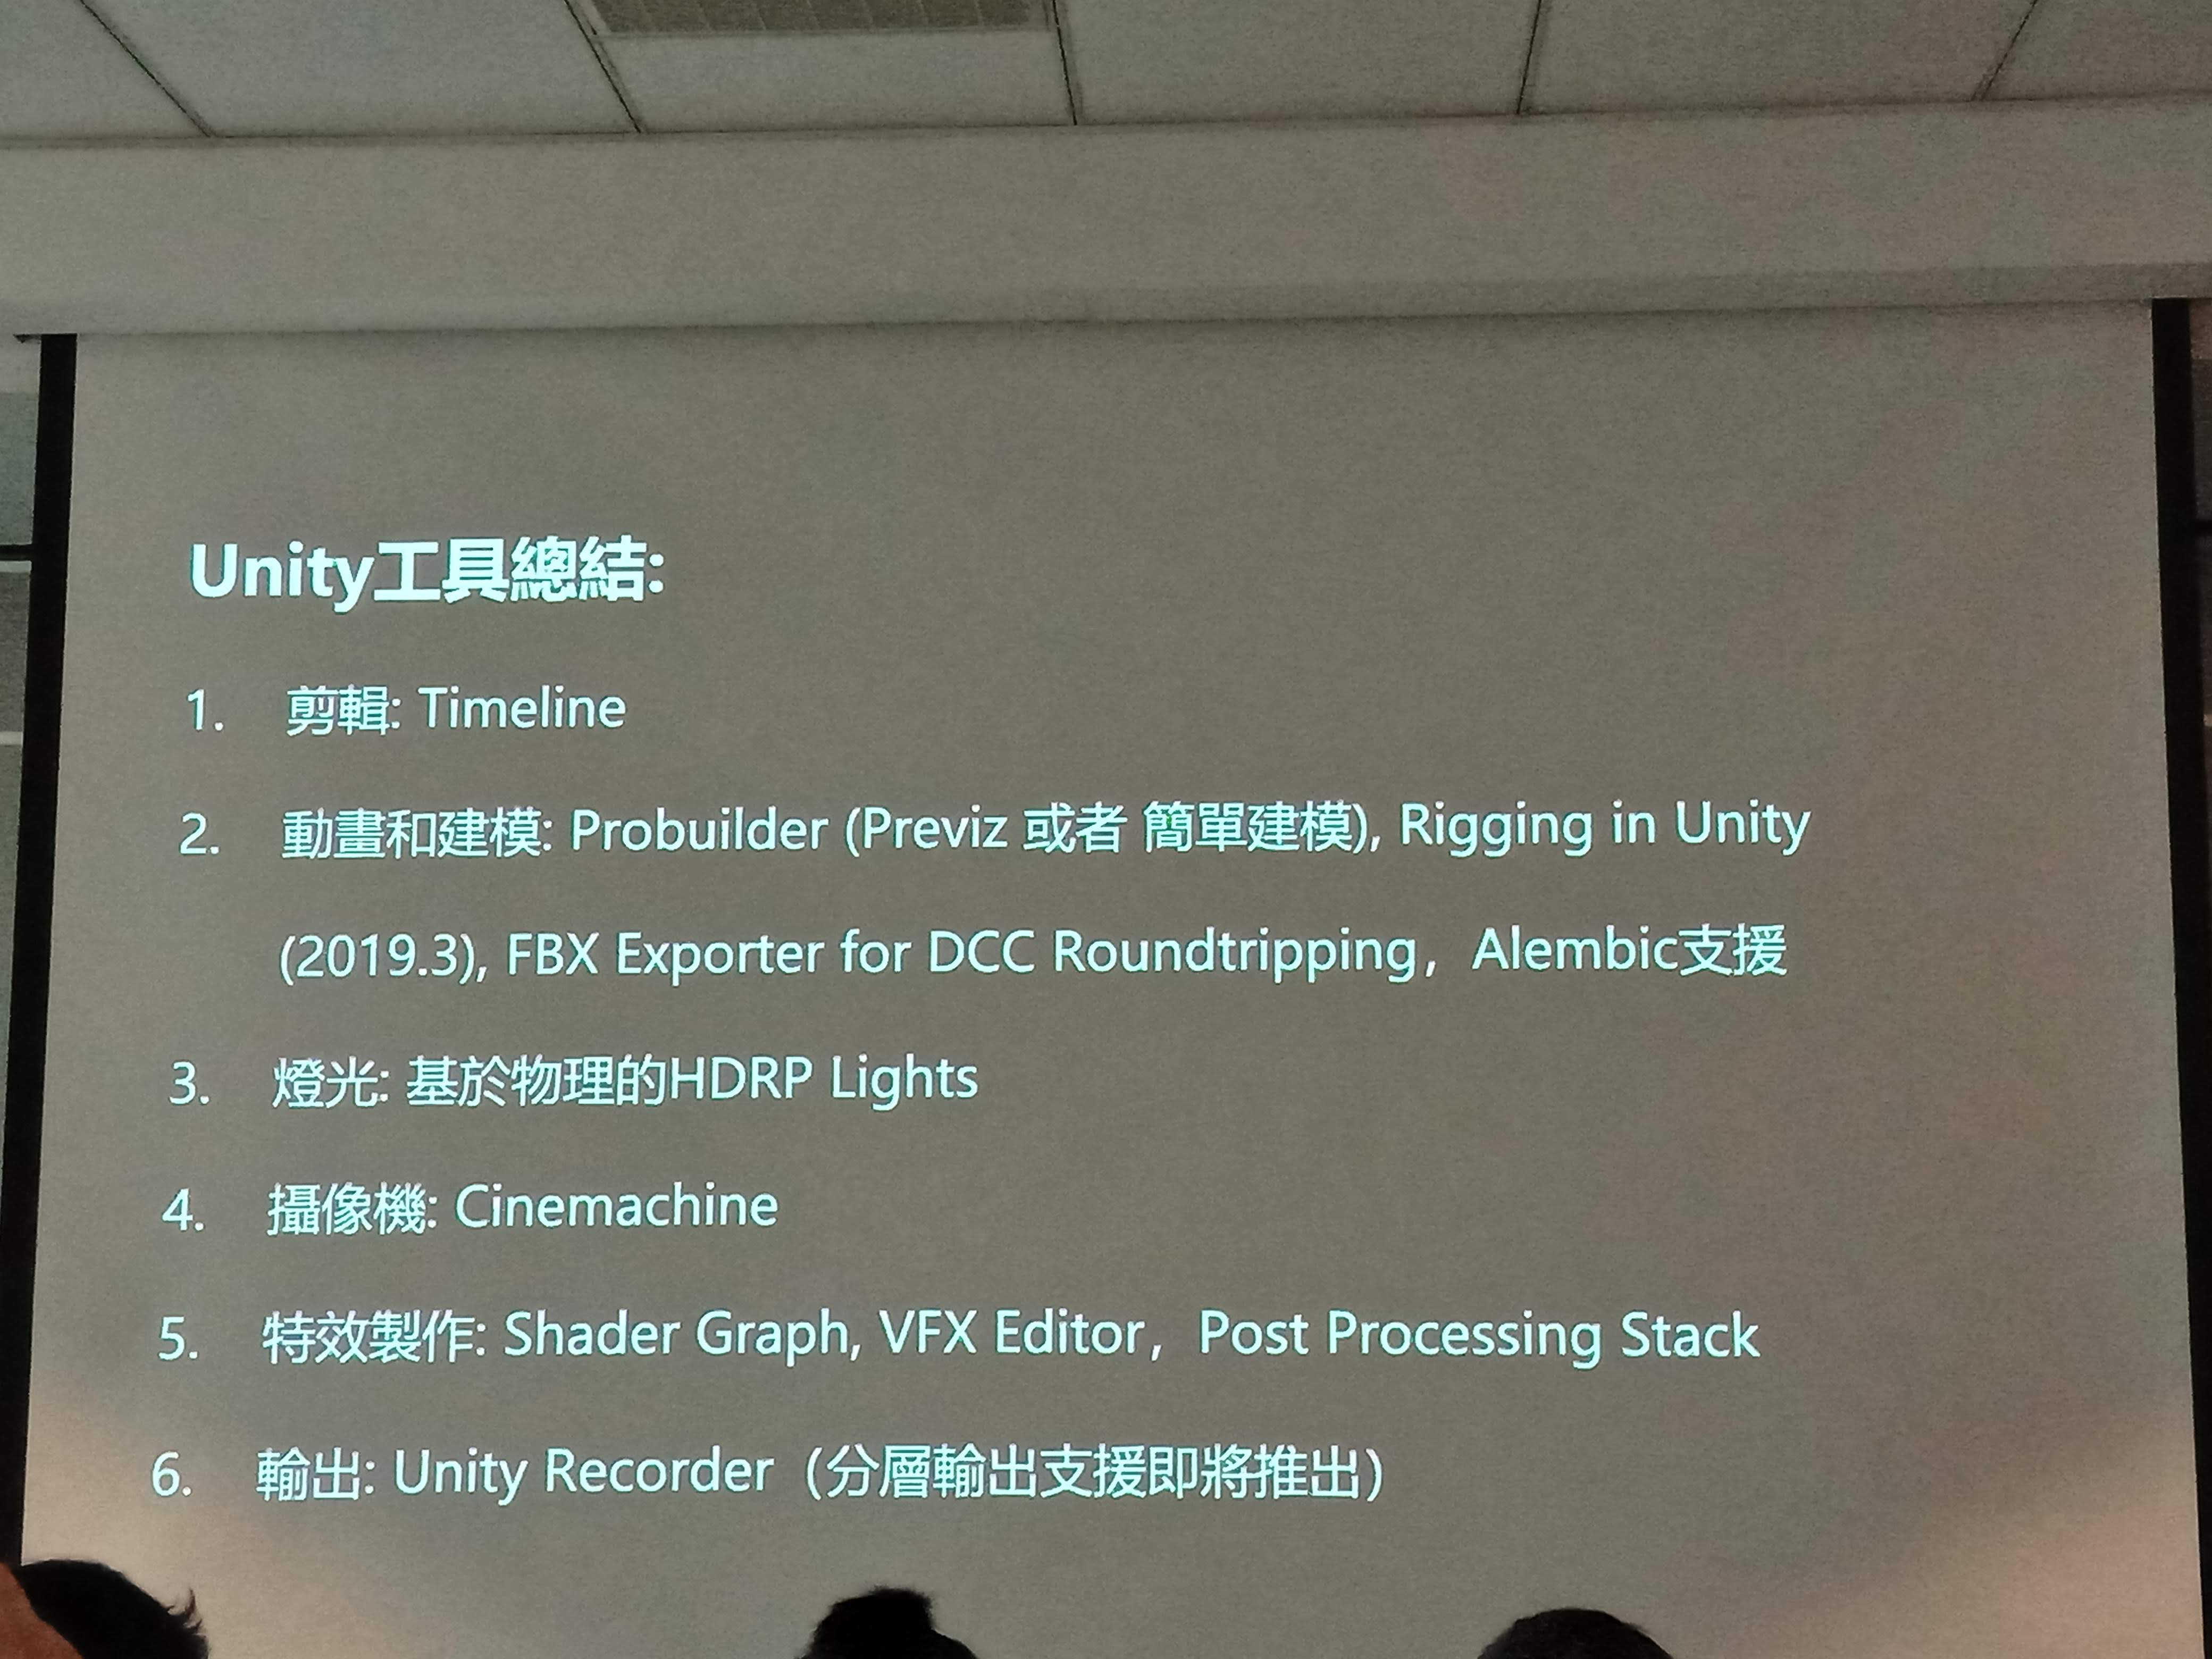 Unity工具總結:
1. 剪輯: Timeline
2. 動畫和建模: Probuilder (Previz 或者 簡單建模), Rigging in Unity
(2019.3), FBX Exporter for DCC Roundtripping，Alembic支援
3. 燈光: 基於物理的HDRP Lights
4. 攝像機: Cinemachine
5. 特效製作: Shader Graph, VFX Editor，Post Processing Stack
6. 輸出: Unity Recorder（分層輸出支援即將推出）